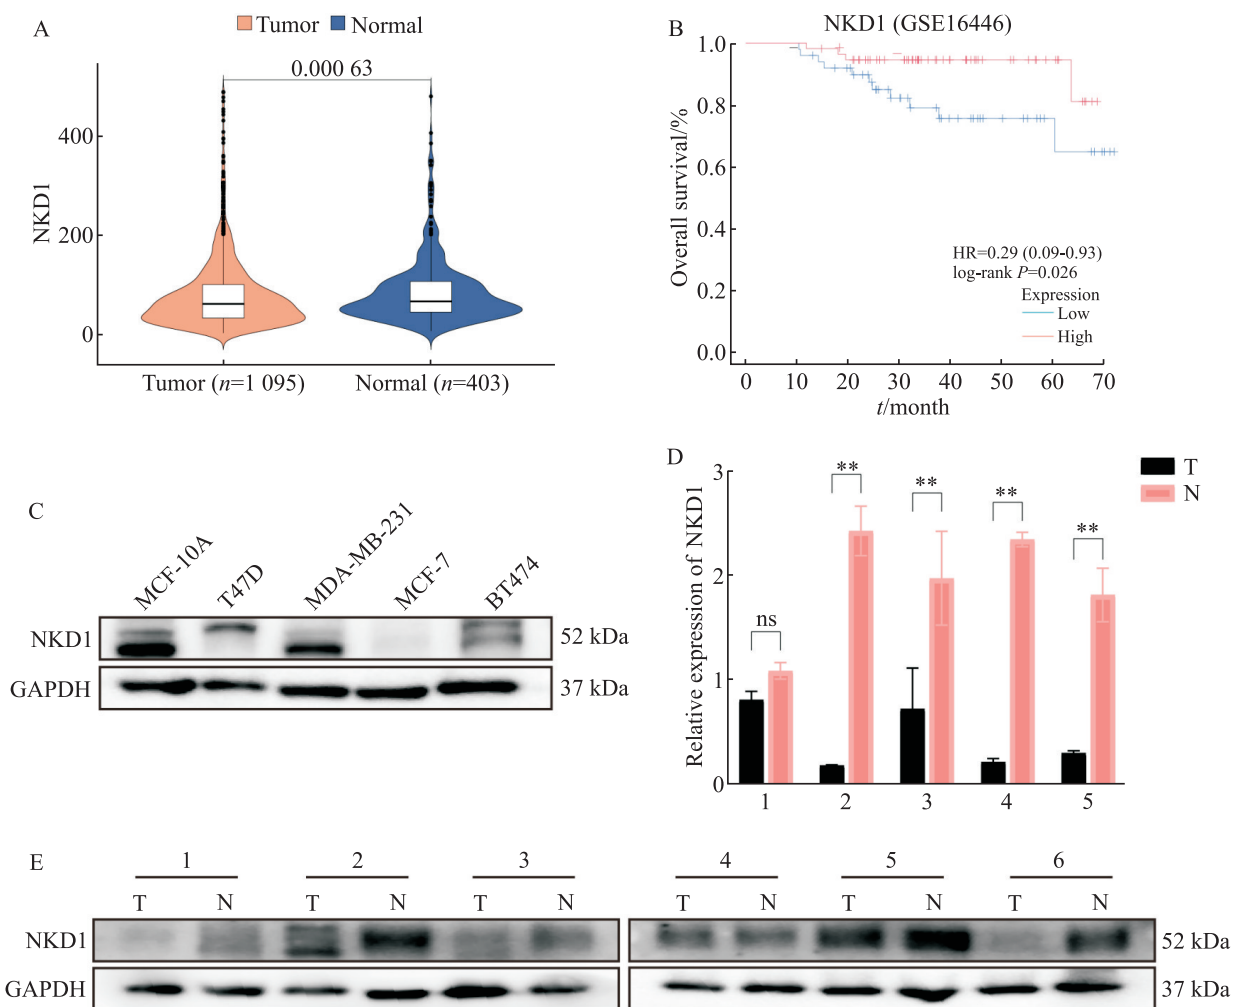 A
Tumor Normal
0.000 63
NKD1
400
200
0
Tumor (n=1 095) Normal (n=403)
B
NKD1 (GSE16446)
Overall survival/%
1.0
0.8
0.6
0.4
0.2
0.0
HR=0.29 (0.09-0.93)
log-rank P=0.026
Expression
Low
High
0 10 20 30 40 50 60 70
t/month
C
MCF-10A T47D MDA-MB-231 MCF-7 BT474
NKD1 52 kDa
GAPDH 37 kDa
D
T
N
Relative expression of NKD1
3
2
1
0
ns ** ** ** **
1 2 3 4 5
E
1 2 3 4 5 6
T N T N T N T N T N T N
NKD1 52 kDa
GAPDH 37 kDa